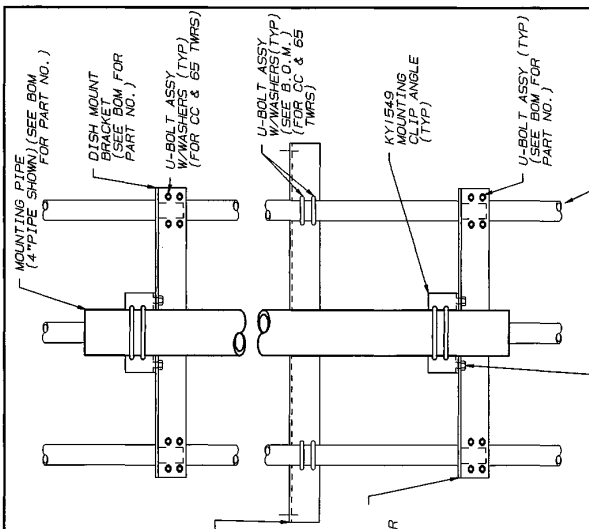 MOUNTING PIPE
(4"PIPE SHOWN)(SEE BOM
FOR PART NO.)
DISH MOUNT
BRACKET
(SEE BOM FOR
PART NO.)
U-BOLT ASSY
W/WASHERS (TYP)
(FOR CC & 65 TWRS)
U-BOLT ASSY
W/WASHERS(TYP)
(SEE B.O.M.)
(FOR CC & 65
TWRS)
KY1549
MOUNTING
CLIP ANGLE
(TYP)
U-BOLT ASSY (TYP)
(SEE BOM FOR
PART NO.)
R